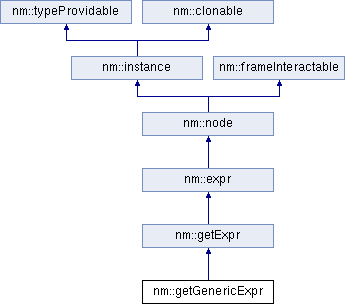 nm::typeProvidable nm::clonable
nm::instance nm::frameInteractable
nm::node
nm::expr
nm::getExpr
nm::getGenericExpr